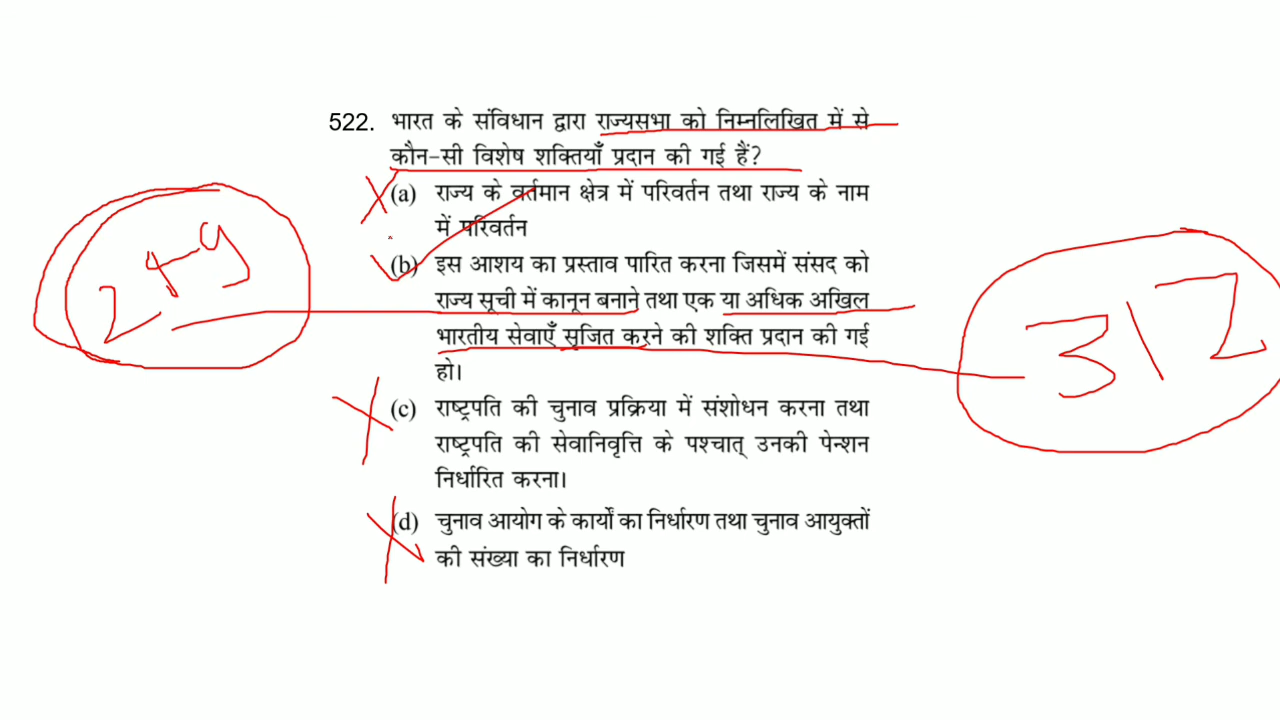 522. भारत के संविधान द्वारा राज्यसभा को निम्नलिखित में से
कौन-सी विशेष शक्तियाँ प्रदान की गई हैं?
(a) राज्य के वर्तमान क्षेत्र में परिवर्तन तथा राज्य के नाम
में परिवर्तन
(b) इस आशय का प्रस्ताव पारित करना जिसमें संसद को
राज्य सूची में कानून बनाने तथा एक या अधिक अखिल
भारतीय सेवाएँ सृजित करने की शक्ति प्रदान की गई
हो।
(c) राष्ट्रपति की चुनाव प्रक्रिया में संशोधन करना तथा
राष्ट्रपति की सेवानिवृत्ति के पश्चात् उनकी पेन्शन
निर्धारित करना।
(d) चुनाव आयोग के कार्यों का निर्धारण तथा चुनाव आयुक्तों
की संख्या का निर्धारण
249
312